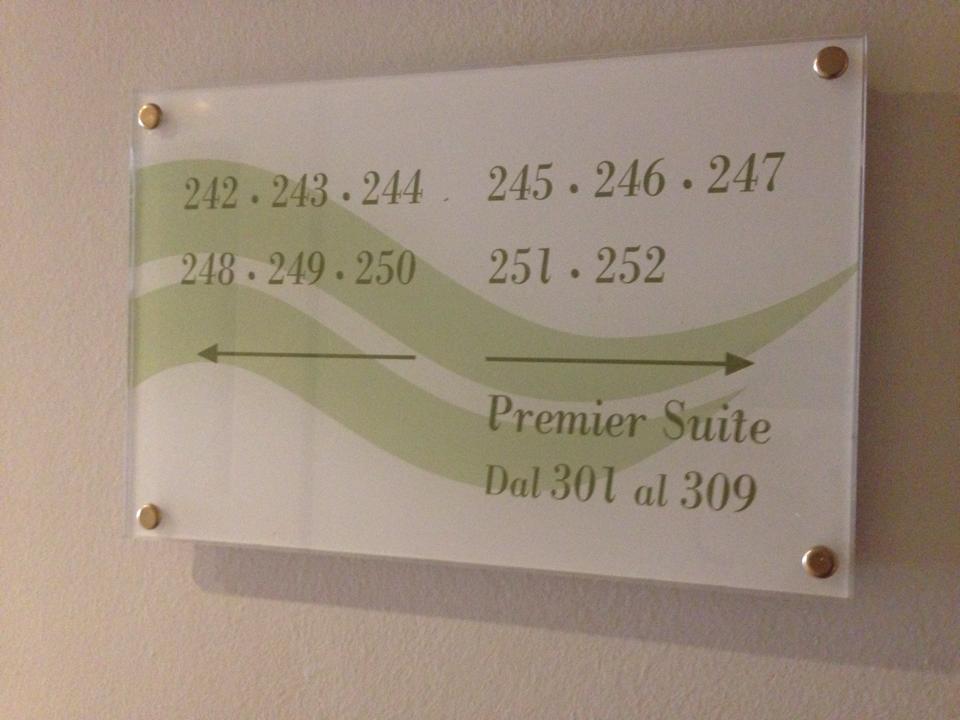 242 · 243 · 244
248 · 249 · 250
245 · 246 · 247
251 · 252
Premier Suite
Dal 301 al 309